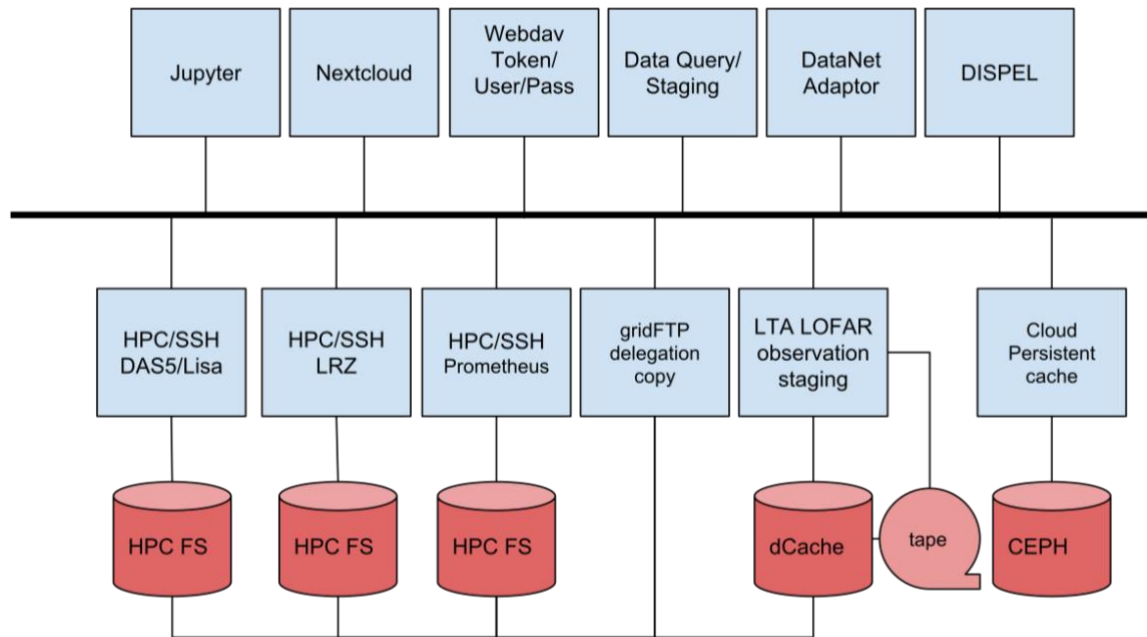 Jupyter
Nextcloud
Webdav
Token/
User/Pass
Data Query/
Staging
DataNet
Adaptor
DISPEL
HPC/SSH
DAS5/Lisa
HPC/SSH
LRZ
HPC/SSH
Prometheus
gridFTP
delegation
copy
LTA LOFAR
observation
staging
Cloud
Persistent
cache
HPC FS
HPC FS
HPC FS
dCache
tape
CEPH